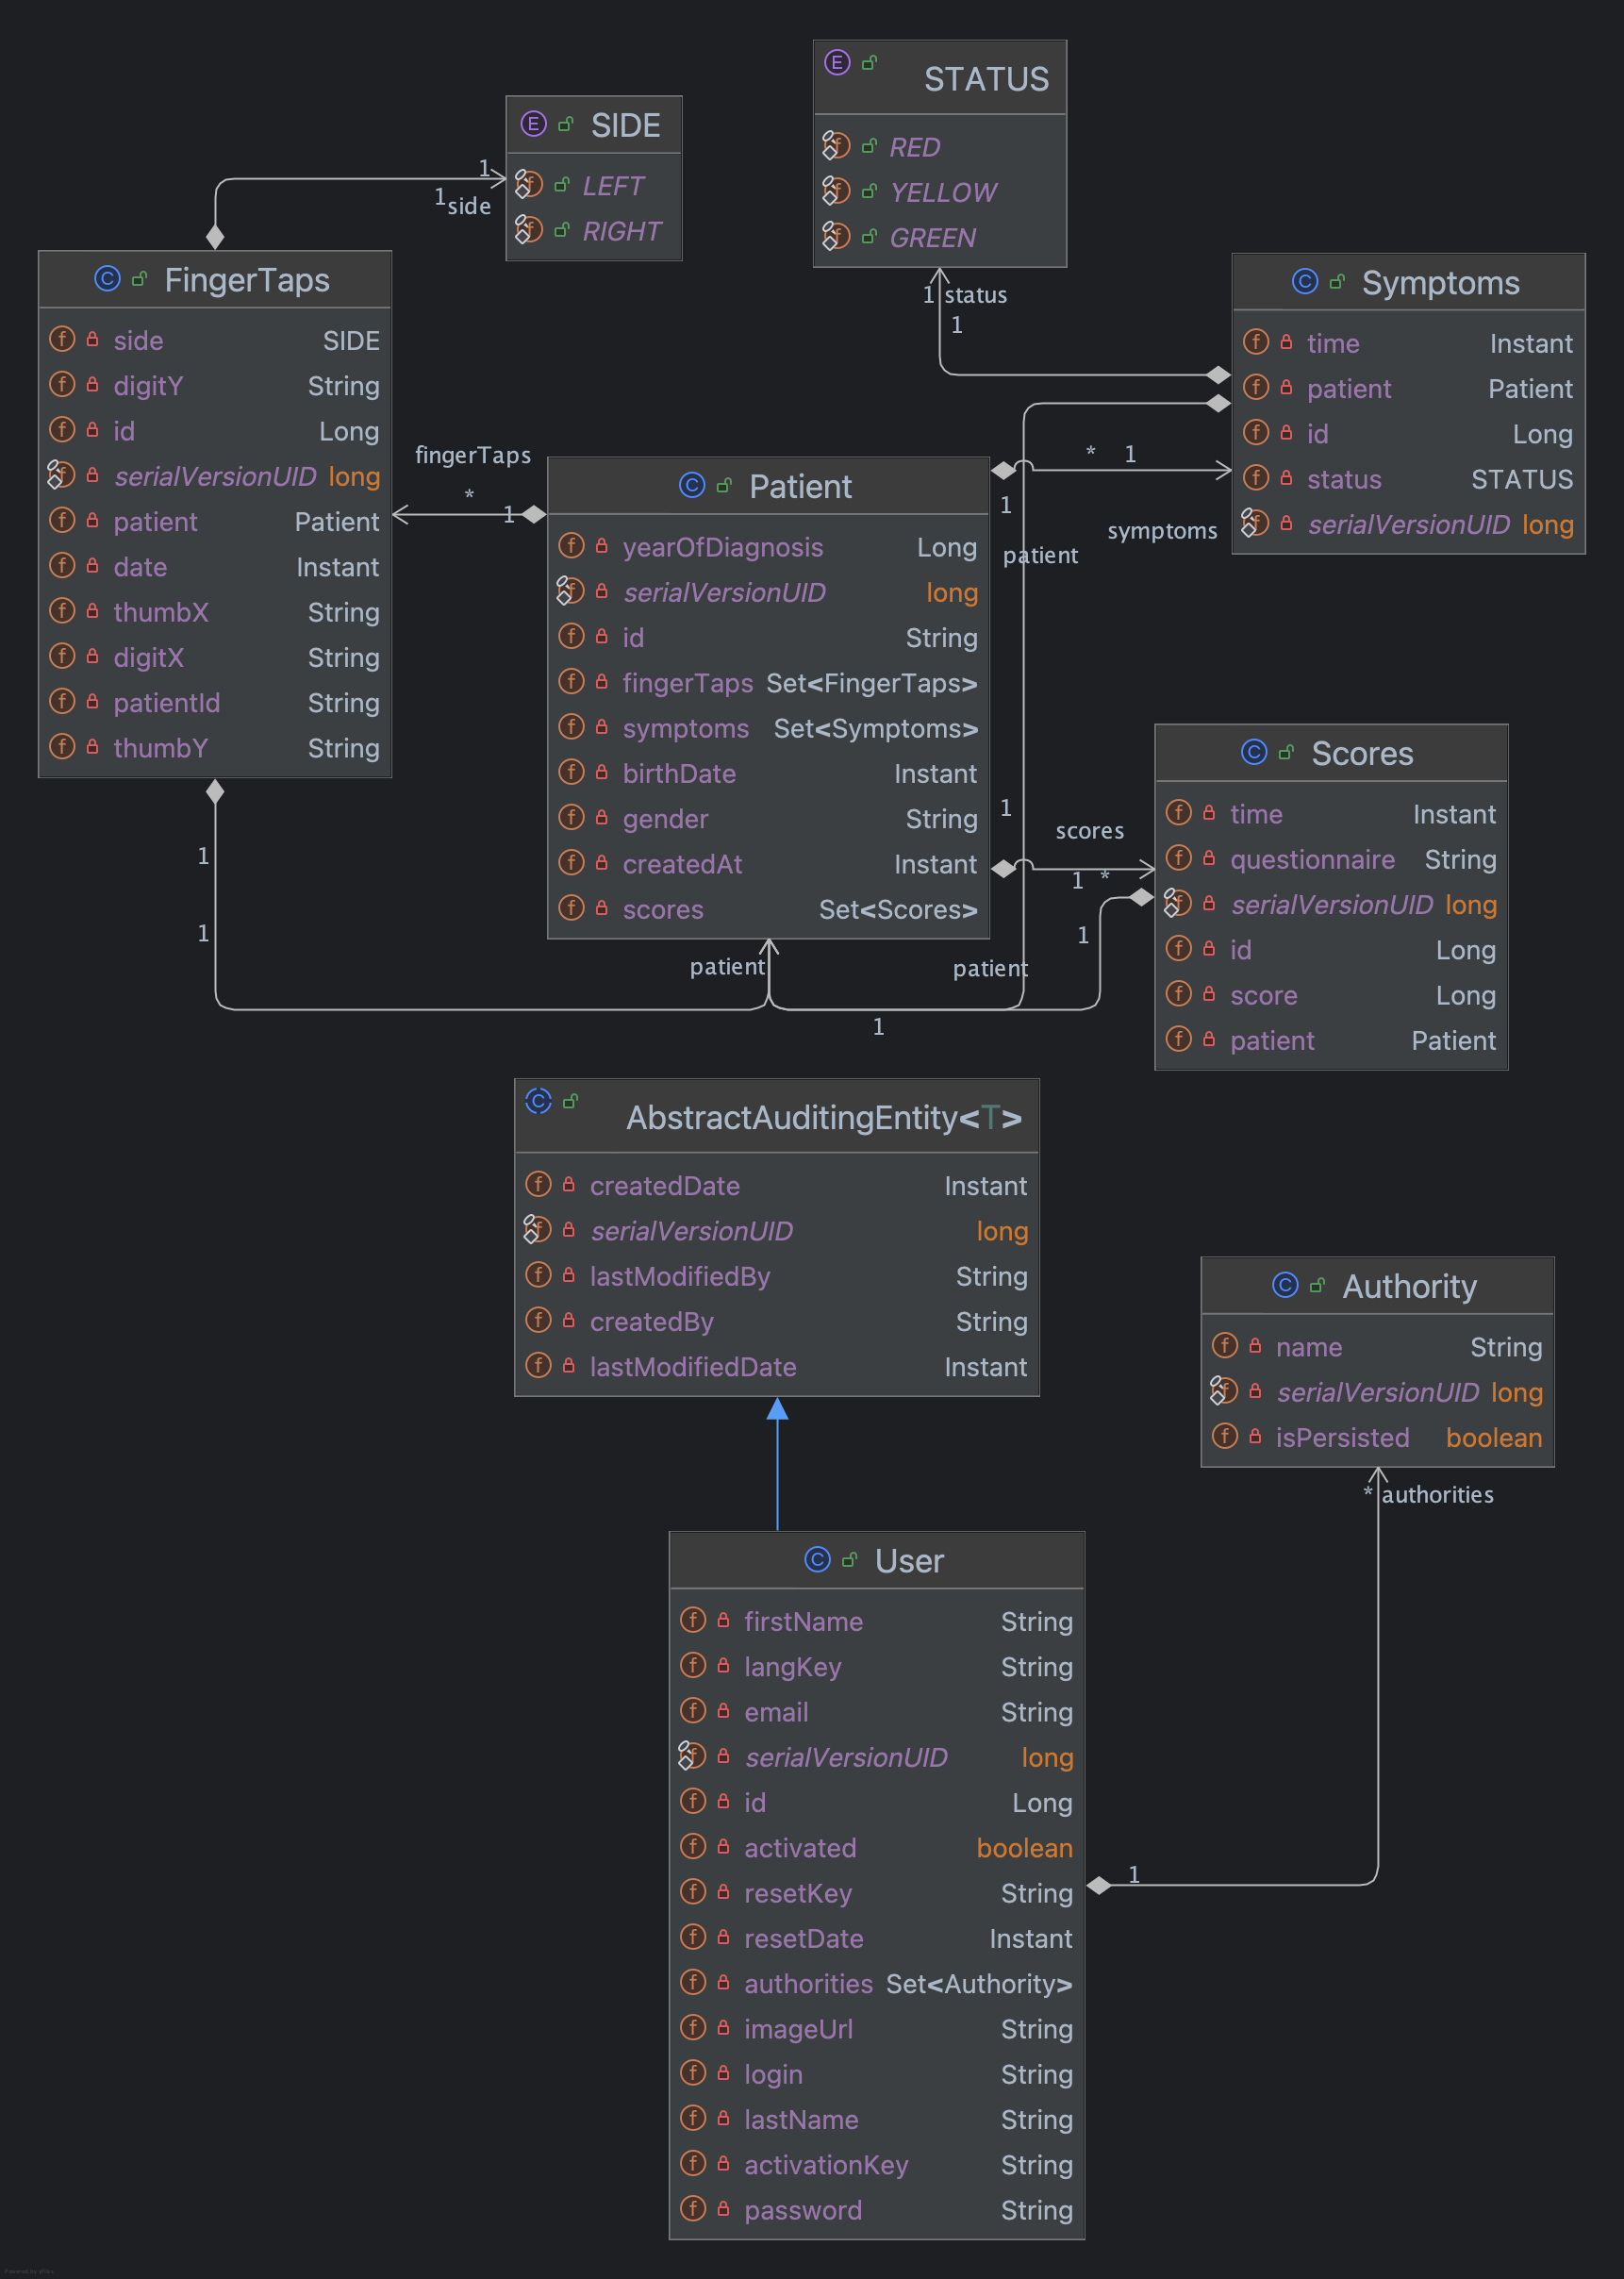 STATUS
RED
YELLOW
GREEN
SIDE
LEFT
RIGHT
1
1
side
FingerTaps
side SIDE
digitY String
id Long
serialVersionUID long
patient Patient
date Instant
thumbX String
digitX String
patientId String
thumbY String
1 status
1
Symptoms
time Instant
patient Patient
id Long
status STATUS
serialVersionUID long
fingerTaps
*
1
Patient
yearOfDiagnosis Long
serialVersionUID long
id String
fingerTaps Set<FingerTaps>
symptoms Set<Symptoms>
birthDate Instant
gender String
createdAt Instant
scores Set<Scores>
* 1
1
symptoms
patient
1
scores
1 *
1
Scores
time Instant
questionnaire String
serialVersionUID long
id Long
score Long
patient Patient
1
1
patient
patient
1
AbstractAuditingEntity<T>
createdDate Instant
serialVersionUID long
lastModifiedBy String
createdBy String
lastModifiedDate Instant
Authority
name String
serialVersionUID long
isPersisted boolean
* authorities
User
firstName String
langKey String
email String
serialVersionUID long
id Long
activated boolean
resetKey String
resetDate Instant
authorities Set<Authority>
imageUrl String
login String
lastName String
activationKey String
password String
1